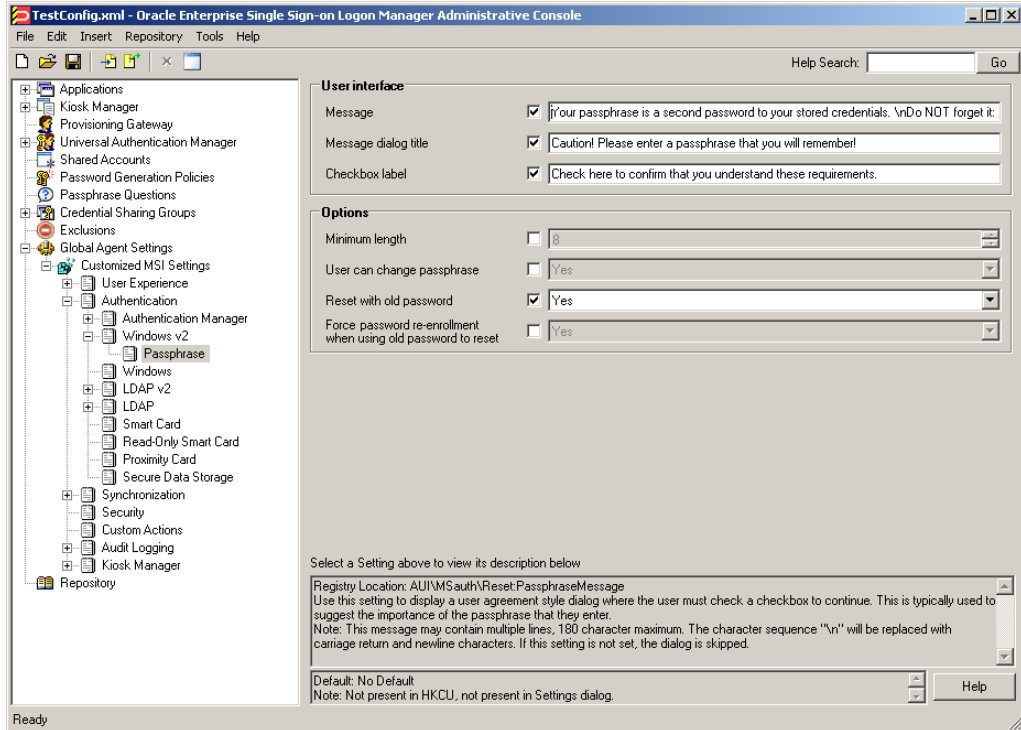 TestConfig.xml - Oracle Enterprise Single Sign-on Logon Manager Administrative Console
File Edit Insert Repository Tools Help
Help Search: Go
Applications
Kiosk Manager
Provisioning Gateway
Universal Authentication Manager
Shared Accounts
Password Generation Policies
Passphrase Questions
Credential Sharing Groups
Exclusions
Global Agent Settings
Customized MSI Settings
User Experience
Authentication
Authentication Manager
Windows v2
Passphrase
Windows
LDAP v2
LDAP
Smart Card
Read-Only Smart Card
Proximity Card
Secure Data Storage
Synchronization
Security
Custom Actions
Audit Logging
Kiosk Manager
Repository
User interface
Message Your passphrase is a second password to your stored credentials. \nDo NOT forget it:
Message dialog title Caution! Please enter a passphrase that you will remember!
Checkbox label Check here to confirm that you understand these requirements.
Options
Minimum length 8
User can change passphrase Yes
Reset with old password Yes
Force password re-enrollment
when using old password to reset Yes
Select a Setting above to view its description below
Registry Location: AUI\MSauth\Reset:PassphraseMessage
Use this setting to display a user agreement style dialog where the user must check a checkbox to continue. This is typically used to
suggest the importance of the passphrase that they enter.
Note: This message may contain multiple lines, 180 character maximum. The character sequence "\n" will be replaced with
carriage return and newline characters. If this setting is not set, the dialog is skipped.
Default: No Default
Note: Not present in HKCU, not present in Settings dialog.
Help
Ready